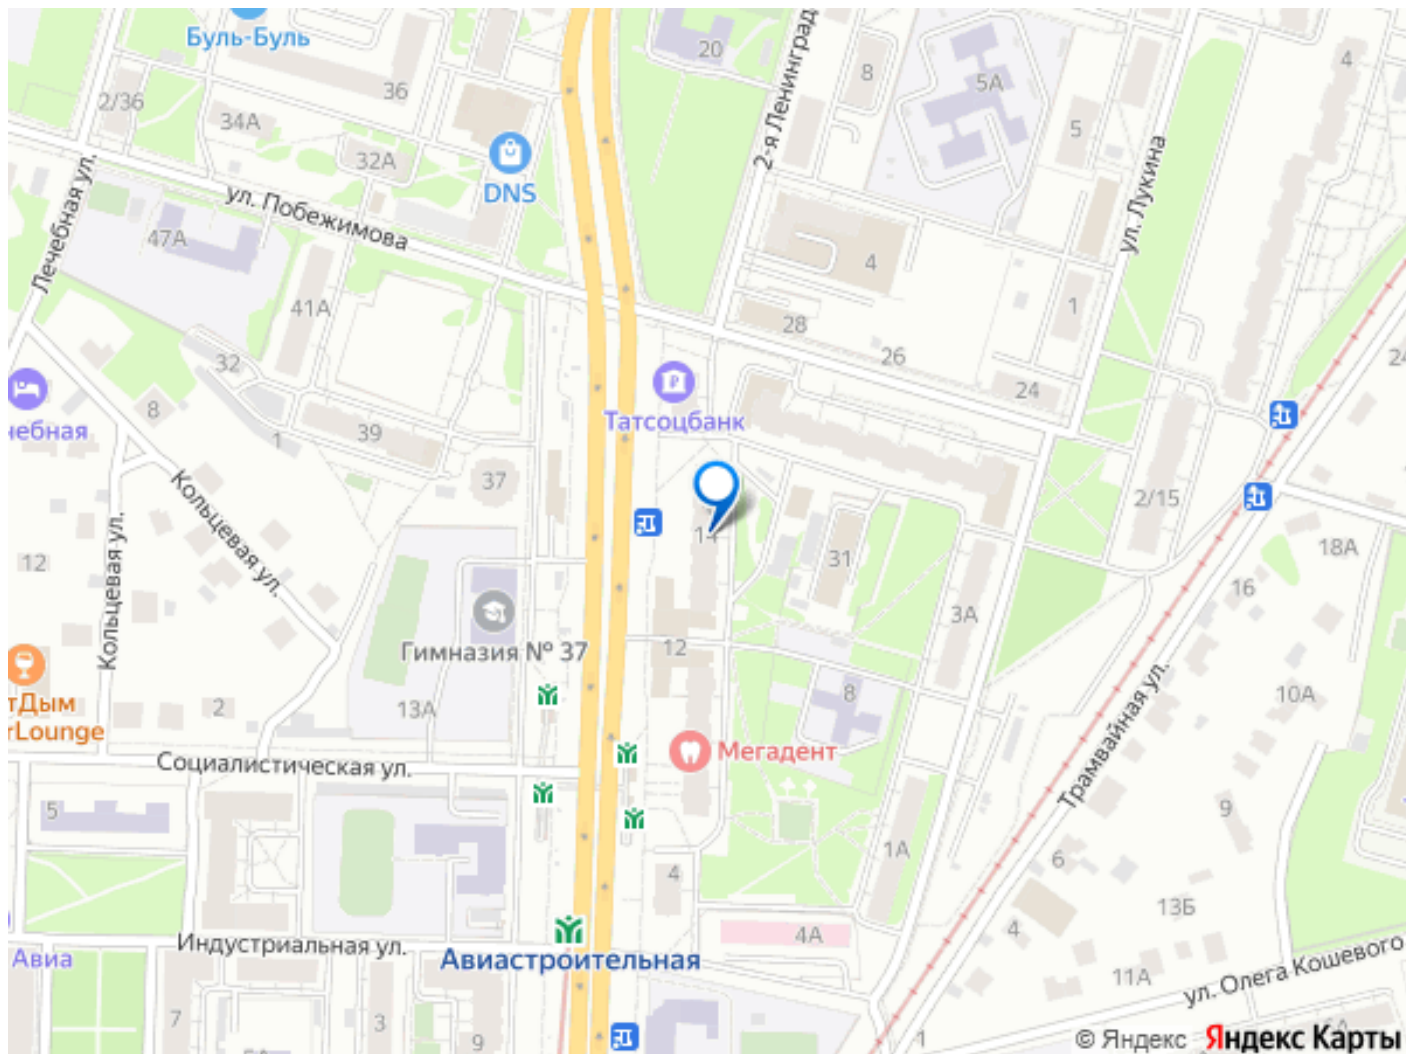 Буль-Буль
20
8
5А
4
36
2/36
34А
5
32А
DNS
2-я Ленинград
ул. Лукина
Лечебная ул.
ул. Побежимова
47А
4
41А
28
1
26
32
24
24
Татсоцбанк
чебная
8
1
39
37
2/15
Кольцевая ул.
14
18А
12
Кольцевая ул.
31
16
3А
Гимназия № 37
12
8
10А
тДым
rLounge
2
13А
Мегадент
Социалистическая ул.
Трамвайная ул.
5
9
1А
6
4
13Б
4
4А
Индустриальная ул.
Авиа
Авиастроительная
11А
ул. Олега Кошевого
7
3
9
1
© Яндекс Яндекс Карты